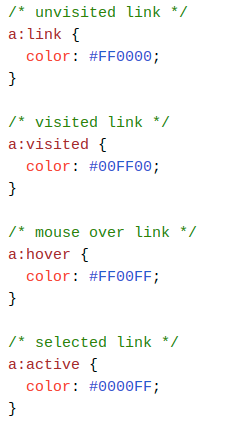 /* unvisited link */
a:link {
  color: #FF0000;
}

/* visited link */
a:visited {
  color: #00FF00;
}

/* mouse over link */
a:hover {
  color: #FF00FF;
}

/* selected link */
a:active {
  color: #0000FF;
}